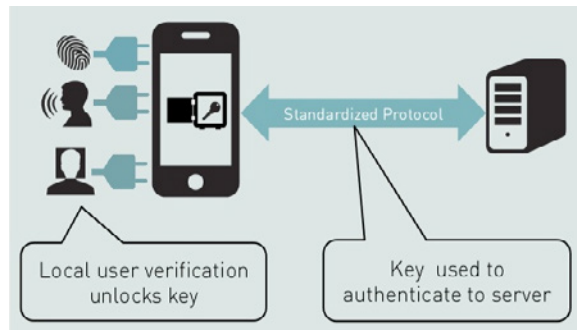 Standardized Protocol
Local user verification
unlocks key
Key used to
authenticate to server